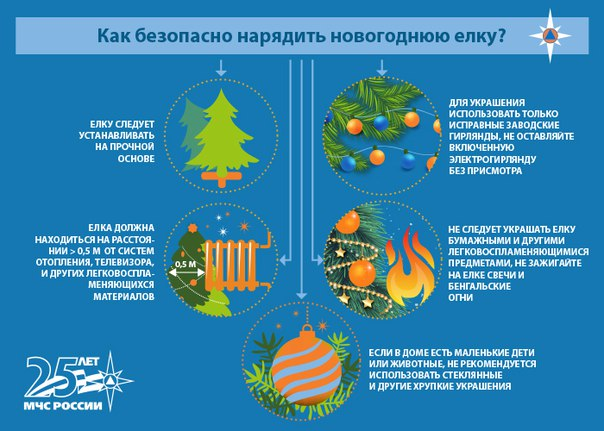 Как безопасно нарядить новогоднюю елку?
ЕЛКУ СЛЕДУЕТ
УСТАНАВЛИВАТЬ
НА ПРОЧНОЙ
ОСНОВЕ
ДЛЯ УКРАШЕНИЯ
ИСПОЛЬЗОВАТЬ ТОЛЬКО
ИСПРАВНЫЕ ЗАВОДСКИЕ
ГИРЛЯНДЫ, НЕ ОСТАВЛЯЙТЕ
ВКЛЮЧЕННУЮ
ЭЛЕКТРОГИРЛЯНДУ
БЕЗ ПРИСМОТРА
ЕЛКА ДОЛЖНА
НАХОДИТЬСЯ НА РАССТОЯ-
НИИ > 0,5 М ОТ СИСТЕМ
ОТОПЛЕНИЯ, ТЕЛЕВИЗОРА,
И ДРУГИХ ЛЕГКОВОСПЛА-
МЕНЯЮЩИХСЯ
МАТЕРИАЛОВ
0,5 М
НЕ СЛЕДУЕТ УКРАШАТЬ ЕЛКУ
БУМАЖНЫМИ И ДРУГИМИ
ЛЕГКОВОСПЛАМЕНЯЮЩИМИСЯ
ПРЕДМЕТАМИ, НЕ ЗАЖИГАЙТЕ
НА ЕЛКЕ СВЕЧИ И
БЕНГАЛЬСКИЕ
ОГНИ
ЕСЛИ В ДОМЕ ЕСТЬ МАЛЕНЬКИЕ ДЕТИ
ИЛИ ЖИВОТНЫЕ, НЕ РЕКОМЕНДУЕТСЯ
ИСПОЛЬЗОВАТЬ СТЕКЛЯННЫЕ
И ДРУГИЕ ХРУПКИЕ УКРАШЕНИЯ
25 ЛЕТ
МЧС РОССИИ